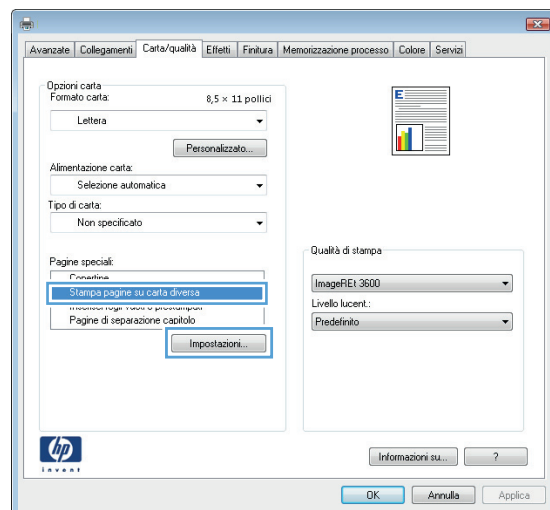 Avanzate Collegamenti Carta/qualità Effetti Finitura Memorizzazione processo Colore Servizi
Opzioni carta
Formato carta: 8,5 × 11 pollici
Lettera
Personalizzato...
Alimentazione carta:
Selezione automatica
Tipo di carta:
Non specificato
Pagine speciali:
Copertine
Stampa pagine su carta diversa
Pagine di separazione capitolo
Impostazioni...
E
Qualità di stampa
ImageREt 3600
Livello lucent.:
Predefinito
hp
invent
Informazioni su... ?
OK Annulla Applica